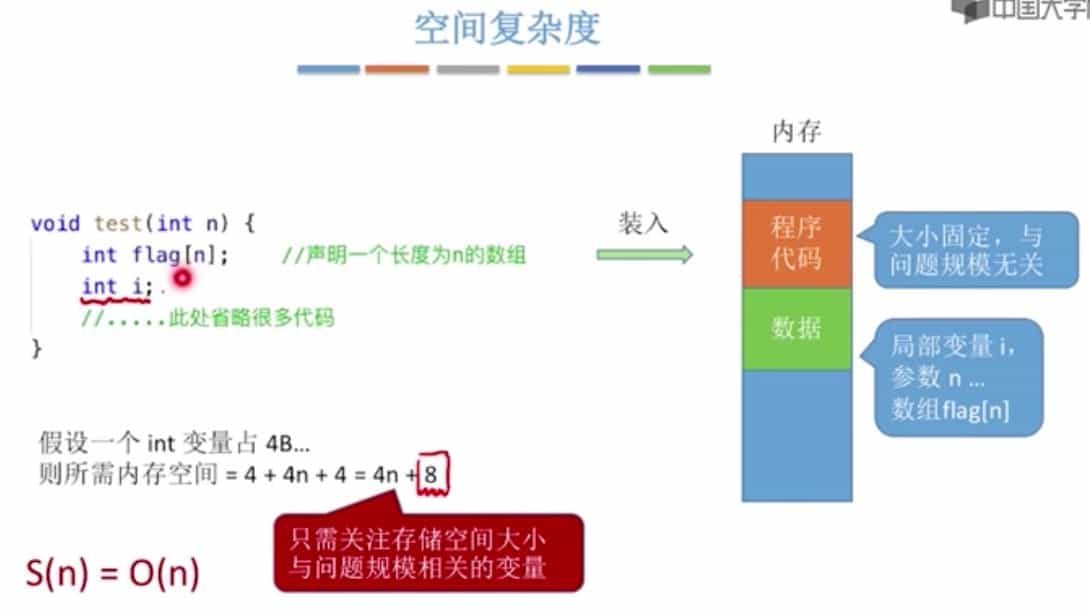 中国大学
空间复杂度
内存
void test(int n) {
int flag[n]; //声明一个长度为n的数组
int i;
//.....此处省略很多代码
}
装入
程序
代码
大小固定，与
问题规模无关
数据
局部变量 i，
参数 n ...
数组flag[n]
假设一个 int 变量占 4B...
则所需内存空间 = 4 + 4n + 4 = 4n + 8
只需关注存储空间大小
与问题规模相关的变量
S(n) = O(n)